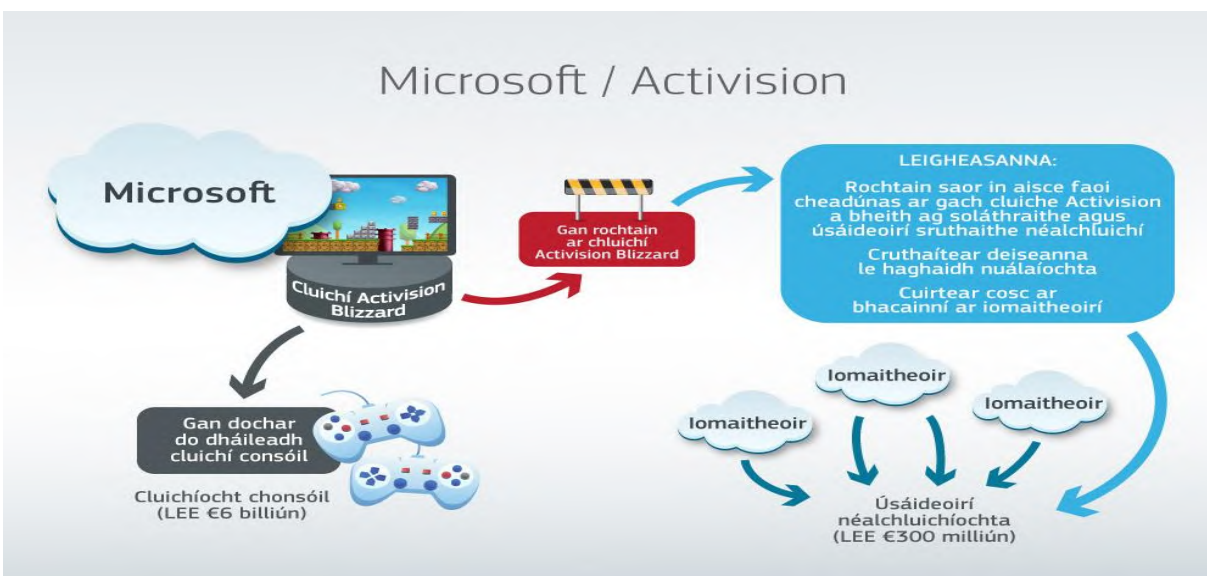 Microsoft / Activision
Microsoft
Cluichí Activision
Blizzard
Gan rochtain
ar chluichí
Activision Blizzard
LEIGHEASANNA:
Rochtain saor in aisce faoi
cheadúnas ar gach cluiche Activision
a bheith ag soláthraithe agus
úsáideoirí sruthaithe néalchluichí
Cruthaítear deiseanna
le haghaidh nuálaíochta
Cuirtear cosc ar
bhacainní ar iomaitheoirí
Gan dochar
do dháileadh
cluichí consóil
Cluichíocht chonsóil
(LEE €6 billiún)
Iomaitheoir
Iomaitheoir
Iomaitheoir
Úsáideoirí
néalchluichíochta
(LEE €300 milliún)